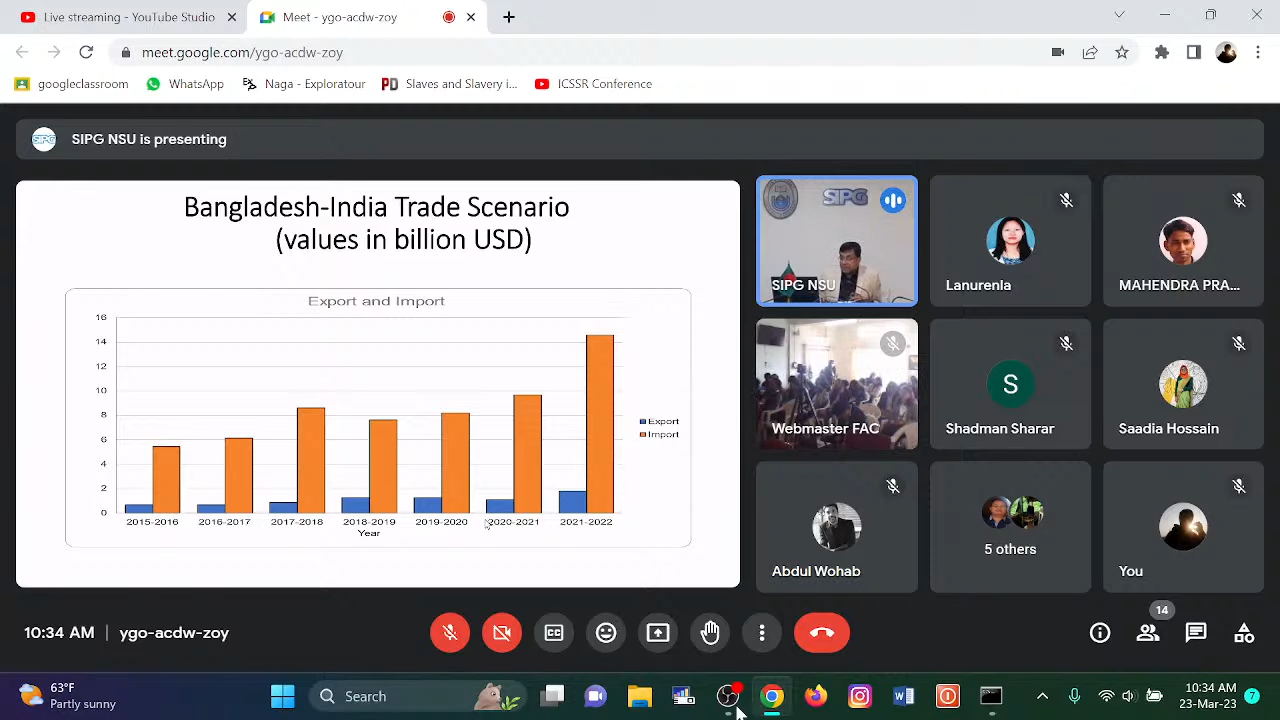 Live streaming - YouTube Studio
Meet - ygo-acdw-zoy
meet.google.com/ygo-acdw-zoy
googleclassroom
WhatsApp
Naga - Exploratour
PD
Slaves and Slavery i...
ICSSR Conference
SIPG NSU is presenting
Bangladesh-India Trade Scenario
(values in billion USD)
Export and Import
16
14
12
10
8
6
4
2
0
2015-2016 2016-2017 2017-2018 2018-2019 2019-2020 2020-2021 2021-2022
Year
Export
Import
SIPG
SIPG NSU
Lanurenla
MAHENDRA PRA...
Webmaster FAC
S
Shadman Sharar
Saadia Hossain
Abdul Wohab
5 others
You
10:34 AM | ygo-acdw-zoy
14
63°F
Partly sunny
Search
10:34 AM
23-Mar-23
7